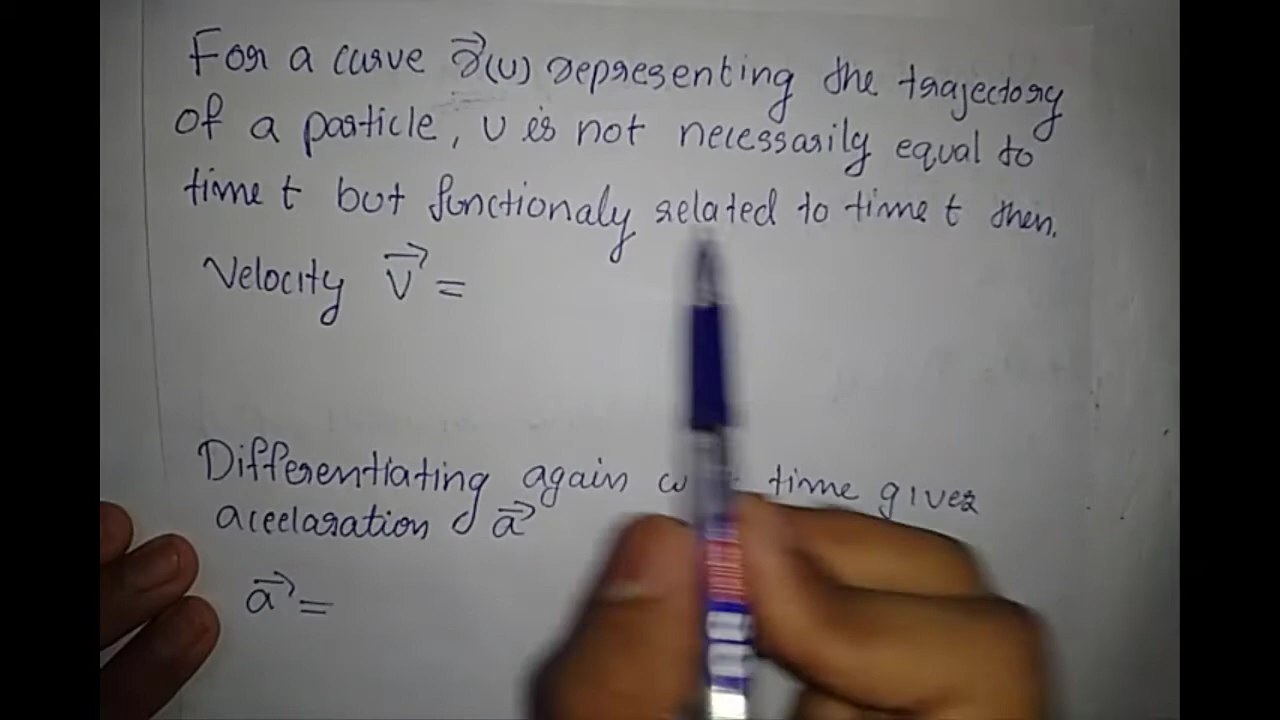 For a curve r⃗(u) representing the trajectory
of a particle, u is not necessarily equal to
time t but functionaly related to time t then.
Velocity v⃗ =
Differentiating again time gives
acceelaration a⃗
a⃗ =